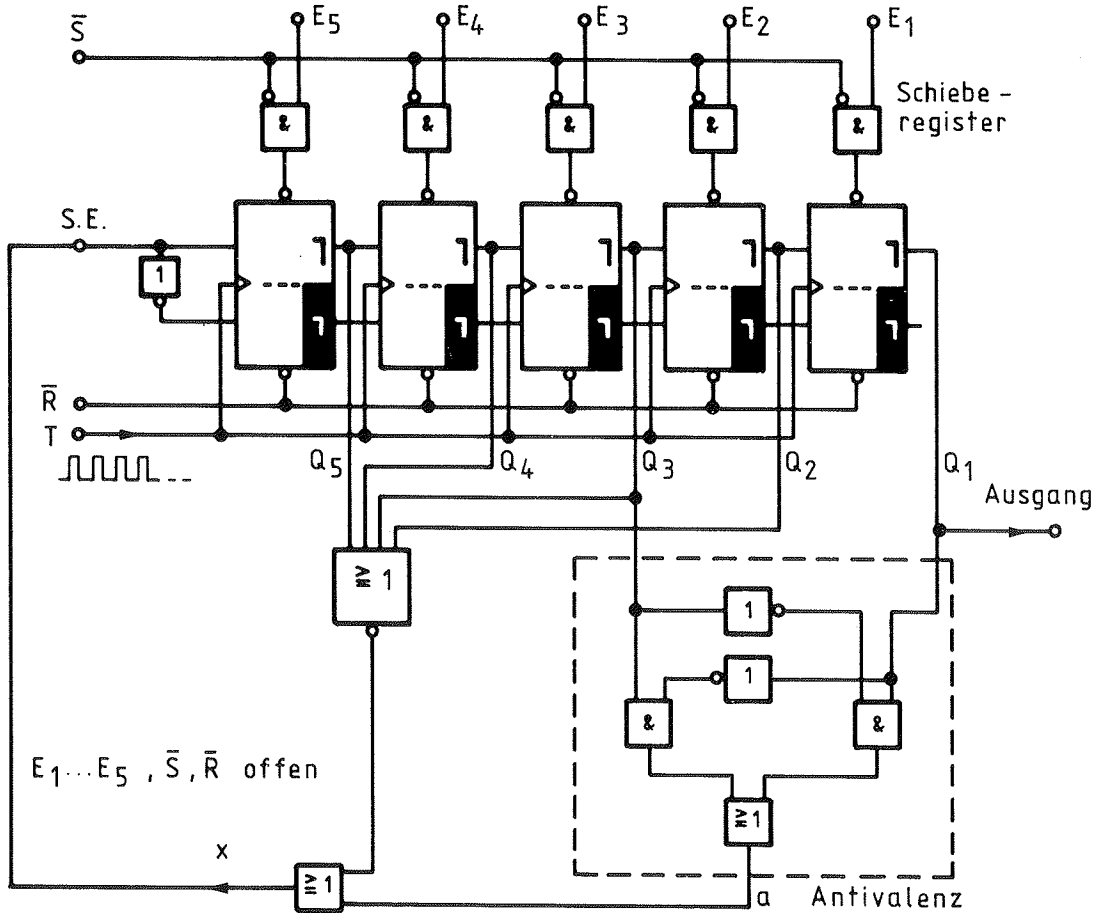 S̅
E5
E4
E3
E2
E1
Schiebe-
register
&
&
&
&
&
S.E.
1
R̅
T
Q5
Q4
Q3
Q2
Q1
Ausgang
≥1
1
1
&
&
E1...E5 , S̅, R̅ offen
≥1
x
≥1
a Antivalenz